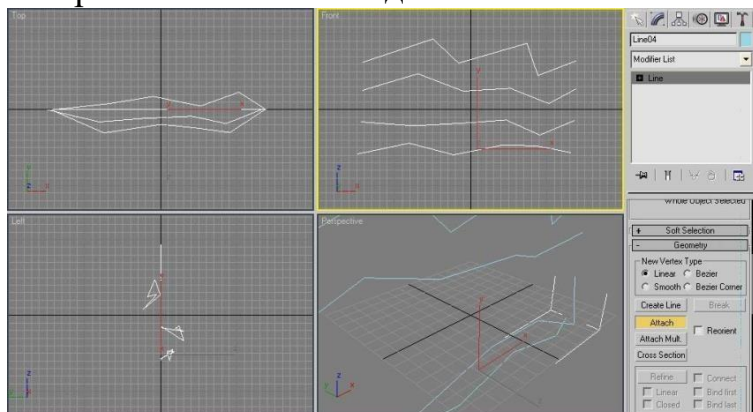 Top
Front
Line04
Modifier List
Line
Left
Perspective
Whole Object Selected
+ Soft Selection
- Geometry
New Vertex Type
Linear Bezier
Smooth Bezier Corner
Create Line Break
Attach
Reorient
Attach Mult.
Cross Section
Refine Connect
Linear Bind first
Closed Bind last